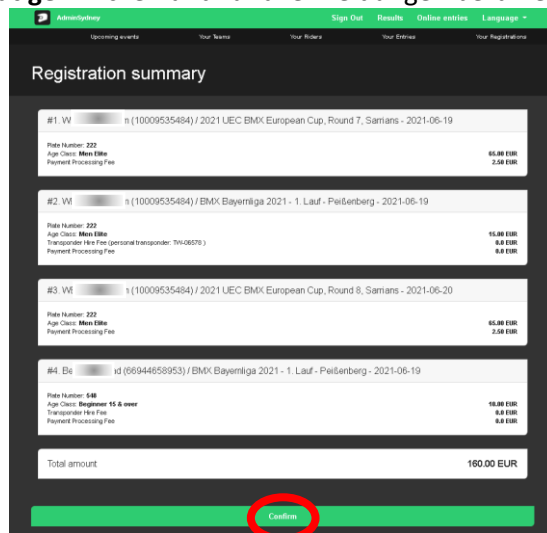 AdminSydney Sign Out Results Online entries Language
Upcoming events Your Teams Your Riders Your Entries Your Registrations
Registration summary
#1. W n (10009535484) / 2021 UEC BMX European Cup, Round 7, Sarrians - 2021-06-19
Plate Number: 222
Age Class: Men Elite 65.00 EUR
Payment Processing Fee 2.50 EUR
#2. W n (10009535484) / BMX Bayernliga 2021 - 1. Lauf - Peißenberg - 2021-06-19
Plate Number: 222
Age Class: Men Elite 15.00 EUR
Transponder Hire Fee (personal transponder: TW-06578 ) 0.0 EUR
Payment Processing Fee 0.0 EUR
#3. W (10009535484) / 2021 UEC BMX European Cup, Round 8, Sarrians - 2021-06-20
Plate Number: 222
Age Class: Men Elite 65.00 EUR
Payment Processing Fee 2.50 EUR
#4. Be d (66944658953) / BMX Bayernliga 2021 - 1. Lauf - Peißenberg - 2021-06-19
Plate Number:
Age Class: Beginner 15 & over 10.00 EUR
Transponder Hire Fee 0.0 EUR
Payment Processing Fee 0.0 EUR
Total amount 160.00 EUR
Confirm